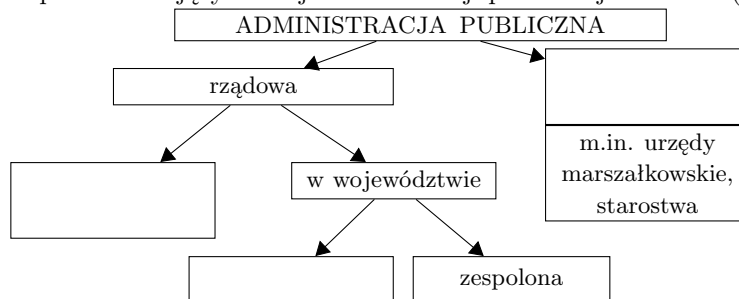 ADMINISTRACJA PUBLICZNA
rządowa
m.in. urzędy
marszałkowskie,
starostwa
w województwie
zespolona